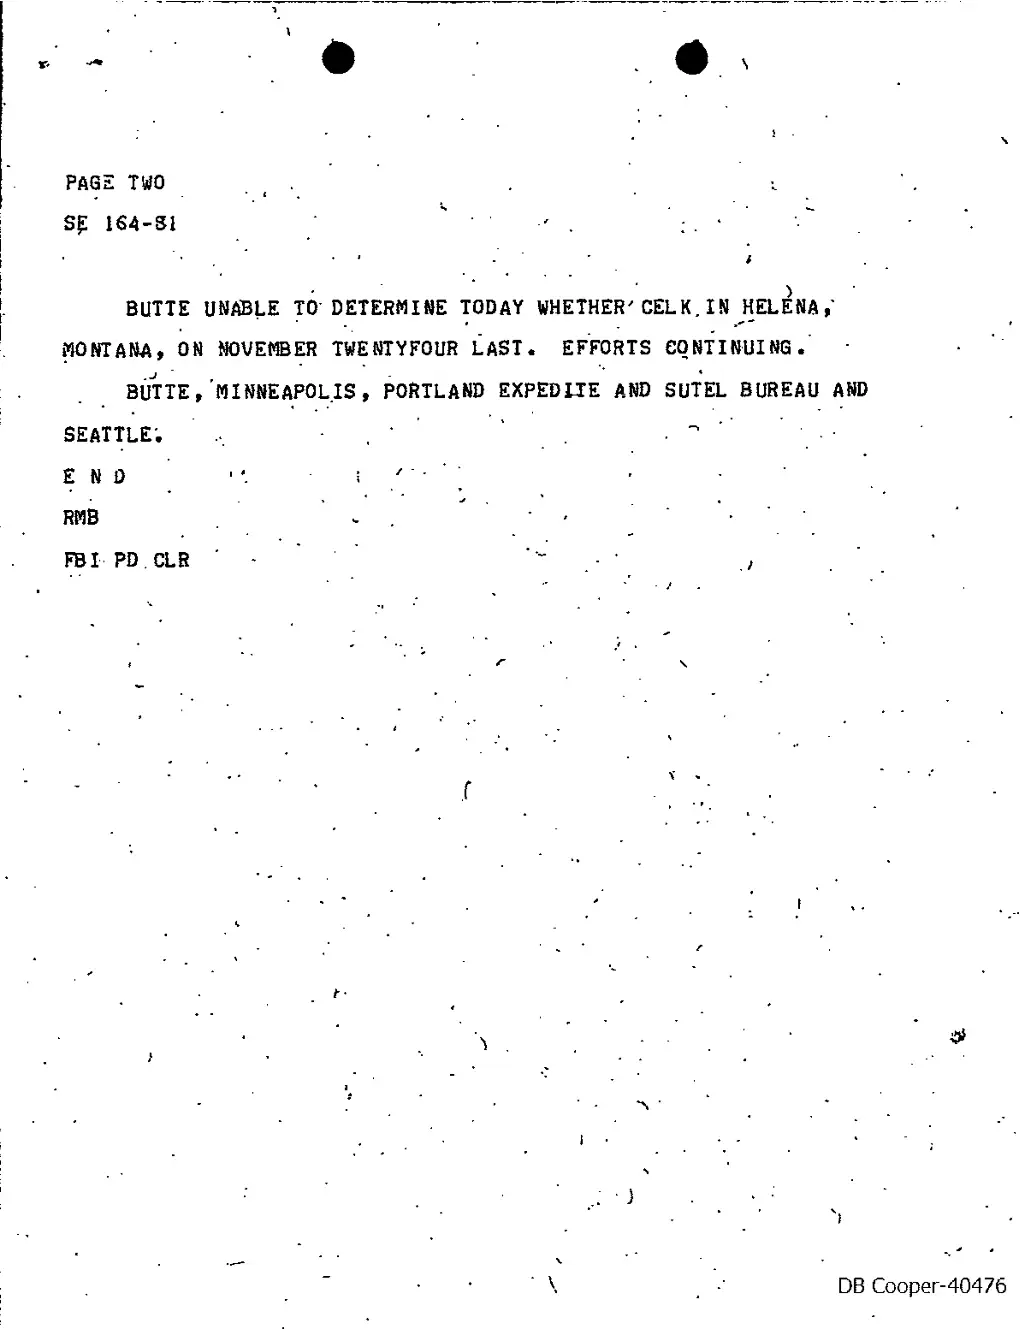 PAGE TWO
SE 164-81
BUTTE UNABLE TO DETERMINE TODAY WHETHER CELK IN HELENA,
MONTANA, ON NOVEMBER TWENTYFOUR LAST. EFFORTS CONTINUING.
BUTTE, MINNEAPOLIS, PORTLAND EXPEDITE AND SUTEL BUREAU AND
SEATTLE.
E N D
RMB
FBI PD CLR
DB Cooper-40476